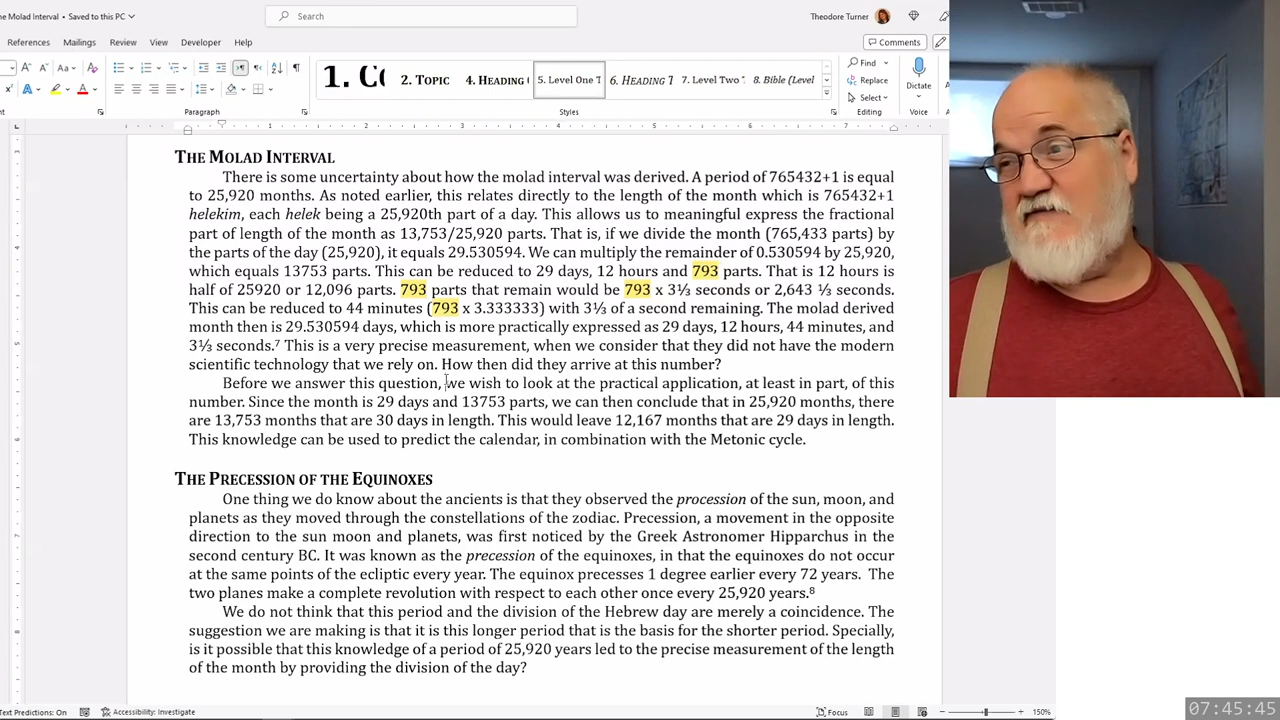 he Molad Interval • Saved to this PC
Search
Theodore Turner
References Mailings Review View Developer Help
Comments
Find
Replace
Select
Dictate
1. CO 2. TOPIC 4. HEADING 5. Level One T 6. HEADING T 7. Level Two " 8. Bible (Level
Paragraph Styles Editing Voice
THE MOLAD INTERVAL
There is some uncertainty about how the molad interval was derived. A period of 765432+1 is equal
to 25,920 months. As noted earlier, this relates directly to the length of the month which is 765432+1
helekim, each helek being a 25,920th part of a day. This allows us to meaningful express the fractional
part of length of the month as 13,753/25,920 parts. That is, if we divide the month (765,433 parts) by
the parts of the day (25,920), it equals 29.530594. We can multiply the remainder of 0.530594 by 25,920,
which equals 13753 parts. This can be reduced to 29 days, 12 hours and 793 parts. That is 12 hours is
half of 25920 or 12,096 parts. 793 parts that remain would be 793 x 3⅓ seconds or 2,643 ⅓ seconds.
This can be reduced to 44 minutes (793 x 3.333333) with 3⅓ of a second remaining. The molad derived
month then is 29.530594 days, which is more practically expressed as 29 days, 12 hours, 44 minutes, and
3⅓ seconds.⁷ This is a very precise measurement, when we consider that they did not have the modern
scientific technology that we rely on. How then did they arrive at this number?
Before we answer this question, we wish to look at the practical application, at least in part, of this
number. Since the month is 29 days and 13753 parts, we can then conclude that in 25,920 months, there
are 13,753 months that are 30 days in length. This would leave 12,167 months that are 29 days in length.
This knowledge can be used to predict the calendar, in combination with the Metonic cycle.
THE PRECESSION OF THE EQUINOXES
One thing we do know about the ancients is that they observed the procession of the sun, moon, and
planets as they moved through the constellations of the zodiac. Precession, a movement in the opposite
direction to the sun moon and planets, was first noticed by the Greek Astronomer Hipparchus in the
second century BC. It was known as the precession of the equinoxes, in that the equinoxes do not occur
at the same points of the ecliptic every year. The equinox precesses 1 degree earlier every 72 years. The
two planes make a complete revolution with respect to each other once every 25,920 years.⁸
We do not think that this period and the division of the Hebrew day are merely a coincidence. The
suggestion we are making is that it is this longer period that is the basis for the shorter period. Specially,
is it possible that this knowledge of a period of 25,920 years led to the precise measurement of the length
of the month by providing the division of the day?
Text Predictions: On Accessibility: Investigate Focus 150%
07:45:45